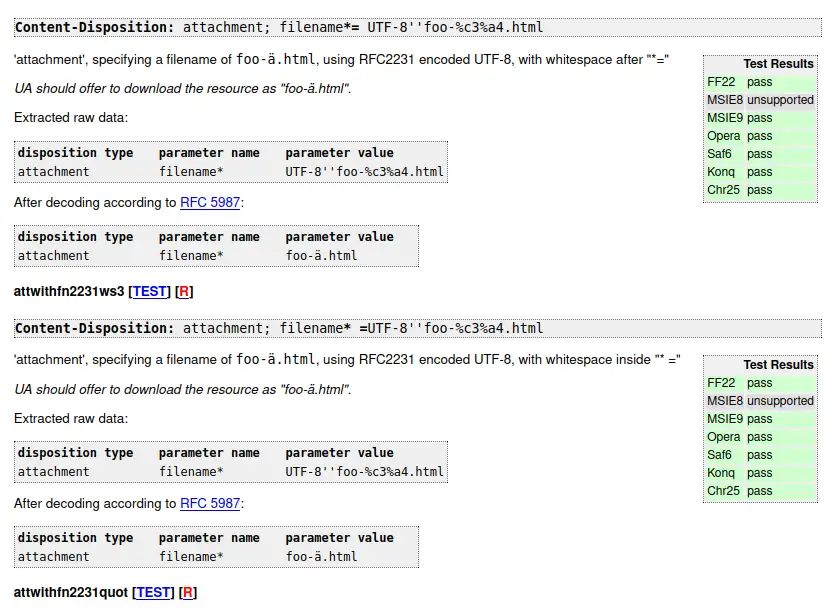 Content-Disposition: attachment; filename*= UTF-8''foo-%c3%a4.html
'attachment', specifying a filename of foo-ä.html, using RFC2231 encoded UTF-8, with whitespace after "*="
UA should offer to download the resource as "foo-ä.html".
Extracted raw data:
disposition type parameter name parameter value
attachment filename* UTF-8''foo-%c3%a4.html
After decoding according to RFC 5987:
disposition type parameter name parameter value
attachment filename* foo-ä.html
Test Results
FF22 pass
MSIE8 unsupported
MSIE9 pass
Opera pass
Saf6 pass
Konq pass
Chr25 pass
attwithfn2231ws3 [TEST] [R]
Content-Disposition: attachment; filename* =UTF-8''foo-%c3%a4.html
'attachment', specifying a filename of foo-ä.html, using RFC2231 encoded UTF-8, with whitespace inside "* ="
UA should offer to download the resource as "foo-ä.html".
Extracted raw data:
disposition type parameter name parameter value
attachment filename* UTF-8''foo-%c3%a4.html
After decoding according to RFC 5987:
disposition type parameter name parameter value
attachment filename* foo-ä.html
Test Results
FF22 pass
MSIE8 unsupported
MSIE9 pass
Opera pass
Saf6 pass
Konq pass
Chr25 pass
attwithfn2231quot [TEST] [R]